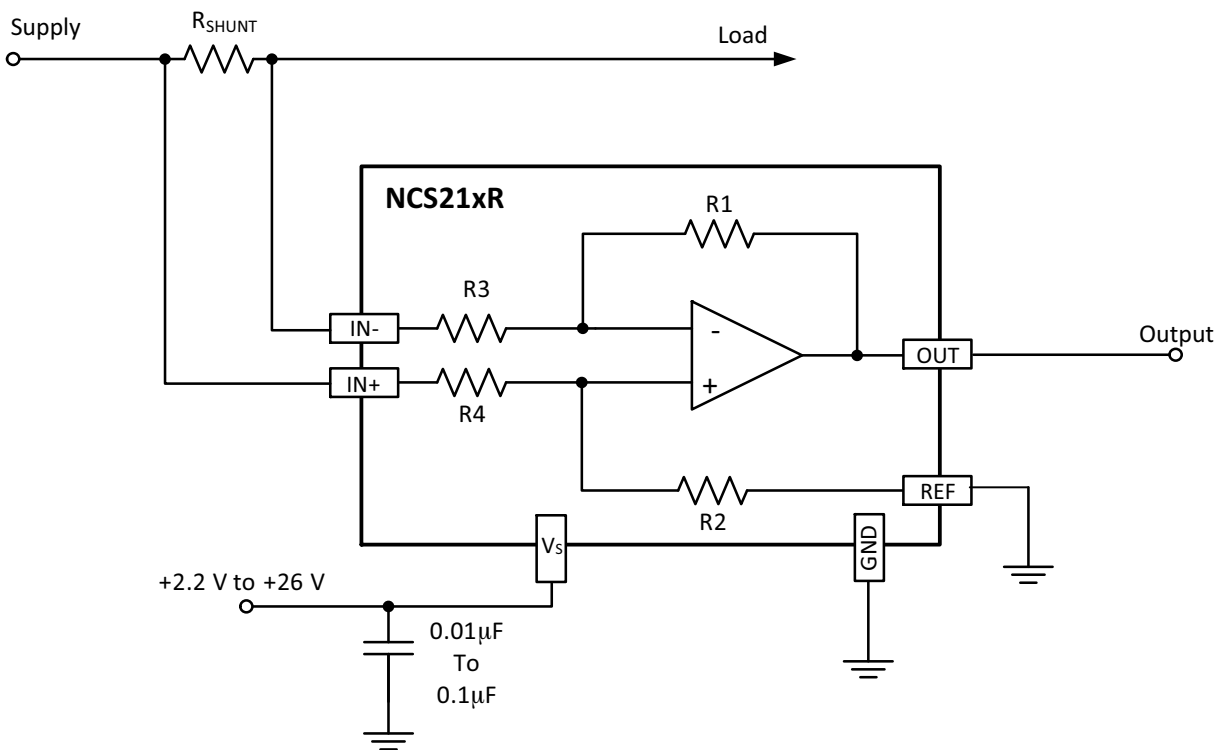 Supply
RSHUNT
Load
NCS21xR
R1
R3
IN-
-
OUT
Output
IN+
+
R4
REF
R2
VS
GND
+2.2 V to +26 V
0.01μF
To
0.1μF